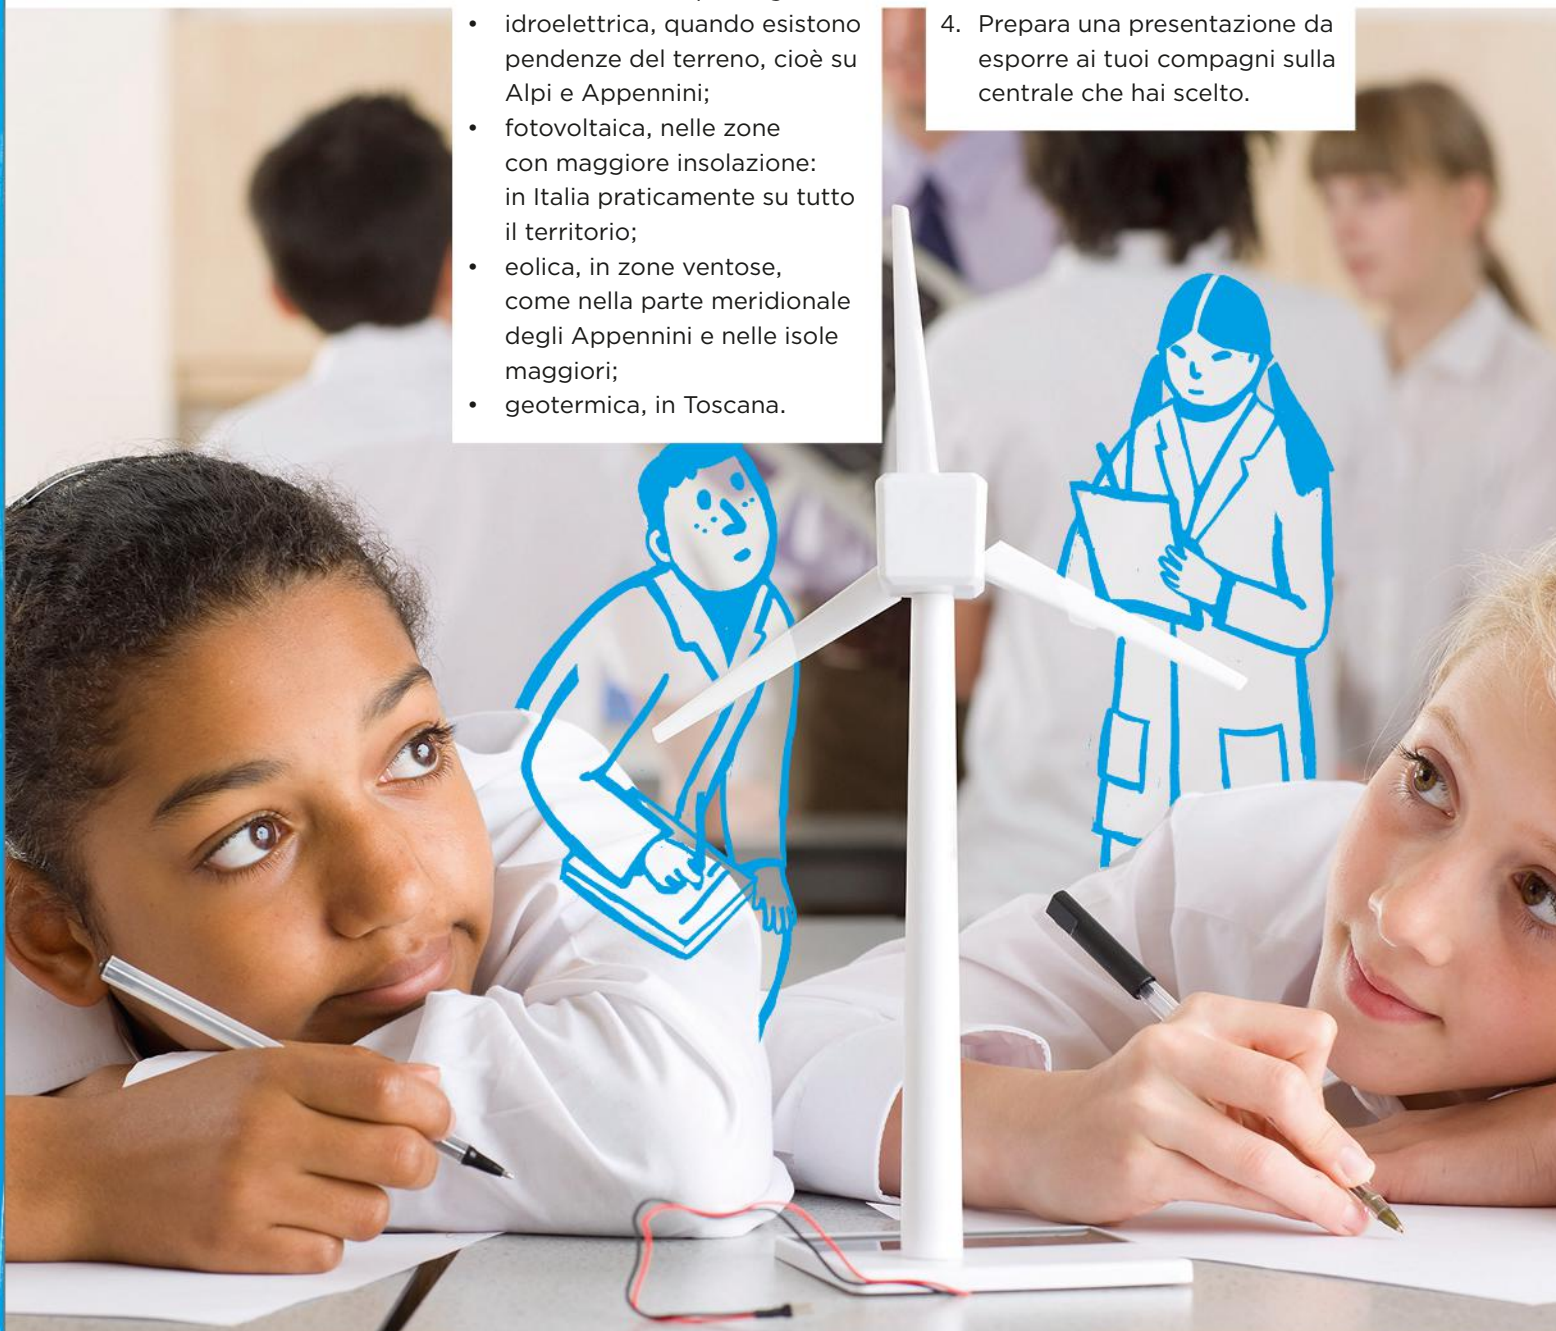 • idroelettrica, quando esistono
pendenze del terreno, cioè su
Alpi e Appennini;
• fotovoltaica, nelle zone
con maggiore insolazione:
in Italia praticamente su tutto
il territorio;
• eolica, in zone ventose,
come nella parte meridionale
degli Appennini e nelle isole
maggiori;
• geotermica, in Toscana.
4. Prepara una presentazione da
esporre ai tuoi compagni sulla
centrale che hai scelto.